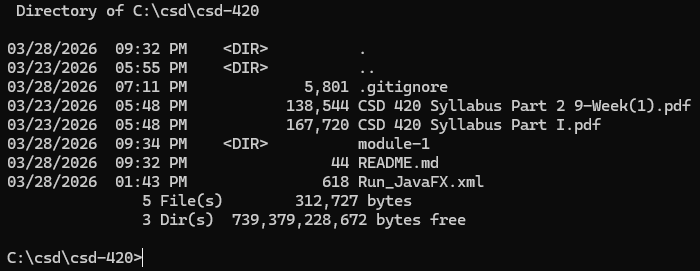 Directory of C:\csd\csd-420
03/28/2026  09:32 PM    <DIR>          .
03/23/2026  05:55 PM    <DIR>          ..
03/28/2026  07:11 PM             5,801 .gitignore
03/23/2026  05:48 PM           138,544 CSD 420 Syllabus Part 2 9-Week(1).pdf
03/23/2026  05:48 PM           167,720 CSD 420 Syllabus Part I.pdf
03/28/2026  09:34 PM    <DIR>          module-1
03/28/2026  09:32 PM                44 README.md
03/28/2026  01:43 PM               618 Run_JavaFX.xml
               5 File(s)        312,727 bytes
               3 Dir(s)  739,379,228,672 bytes free
C:\csd\csd-420>